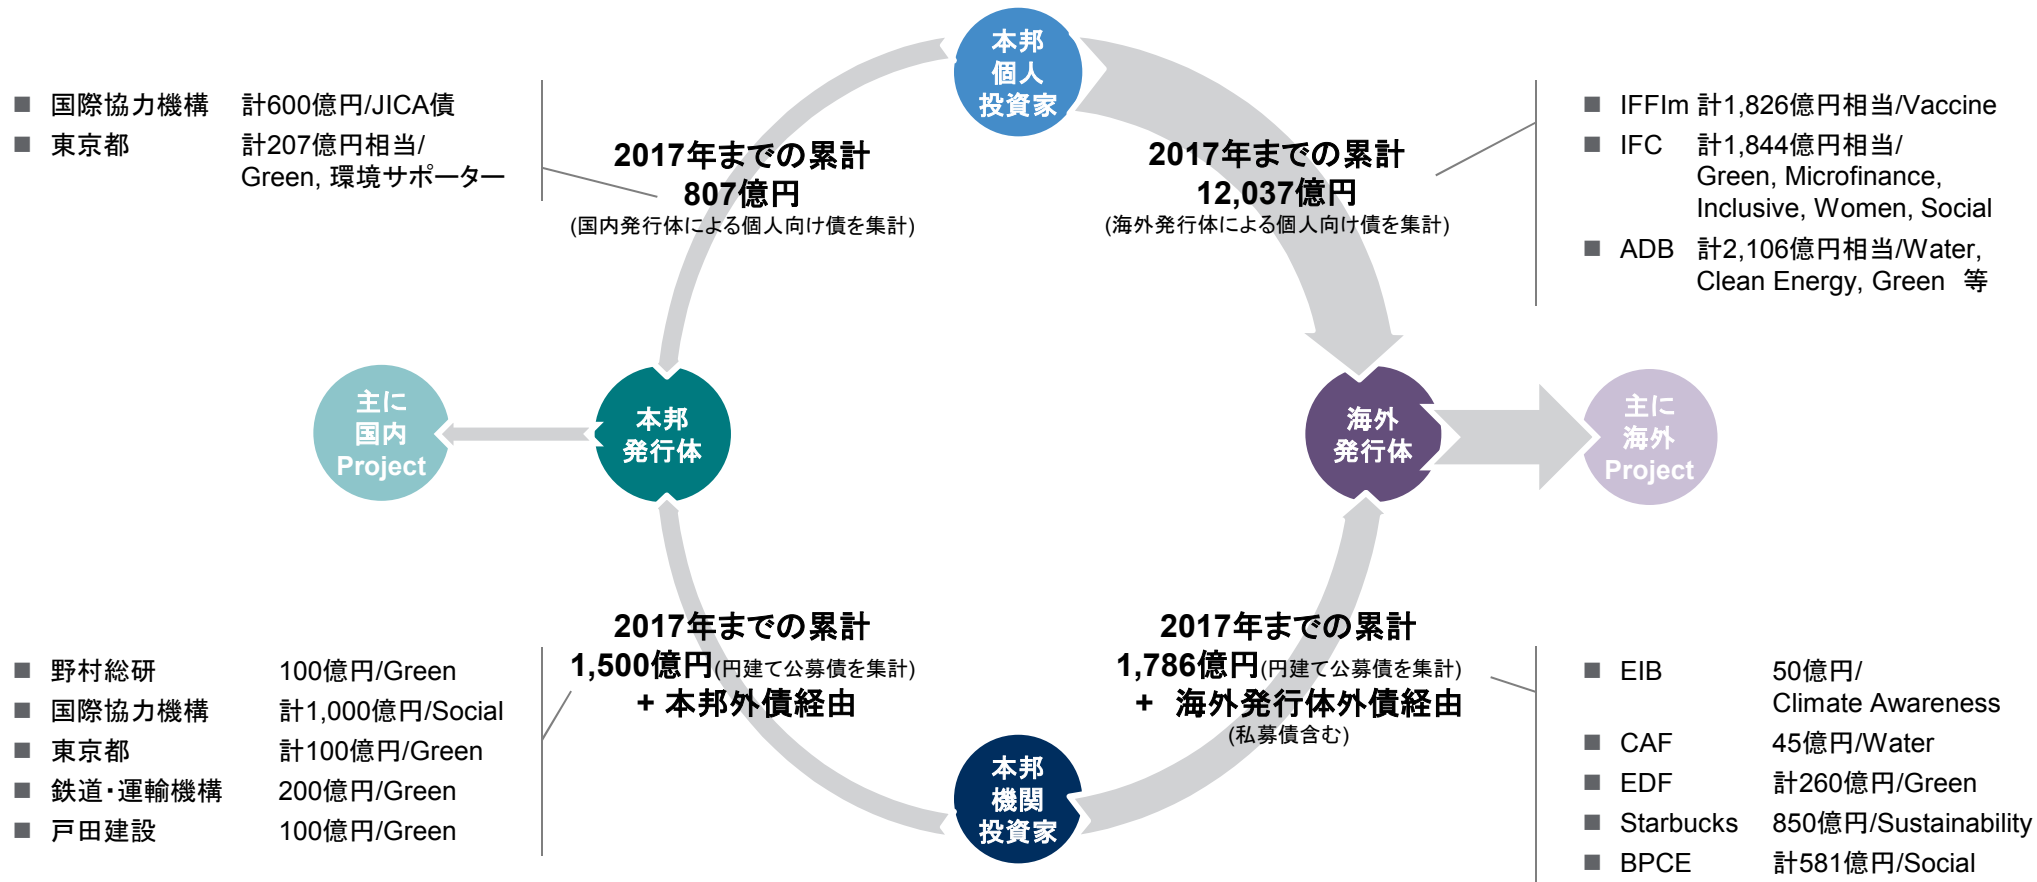 本邦
個人
投資家
■ 国際協力機構 計600億円/JICA債
■ 東京都 計207億円相当/
Green, 環境サポーター
2017年までの累計
807億円
(国内発行体による個人向け債を集計)
2017年までの累計
12,037億円
(海外発行体による個人向け債を集計)
■ IFFIm 計1,826億円相当/Vaccine
■ IFC 計1,844億円相当/
Green, Microfinance,
Inclusive, Women, Social
■ ADB 計2,106億円相当/Water,
Clean Energy, Green 等
主に
国内
Project
本邦
発行体
海外
発行体
主に
海外
Project
■ 野村総研 100億円/Green
■ 国際協力機構 計1,000億円/Social
■ 東京都 計100億円/Green
■ 鉄道・運輸機構 200億円/Green
■ 戸田建設 100億円/Green
2017年までの累計
1,500億円(円建て公募債を集計)
+ 本邦外債経由
2017年までの累計
1,786億円(円建て公募債を集計)
+ 海外発行体外債経由
(私募債含む)
■ EIB 50億円/
Climate Awareness
■ CAF 45億円/Water
■ EDF 計260億円/Green
■ Starbucks 850億円/Sustainability
■ BPCE 計581億円/Social
本邦
機関
投資家